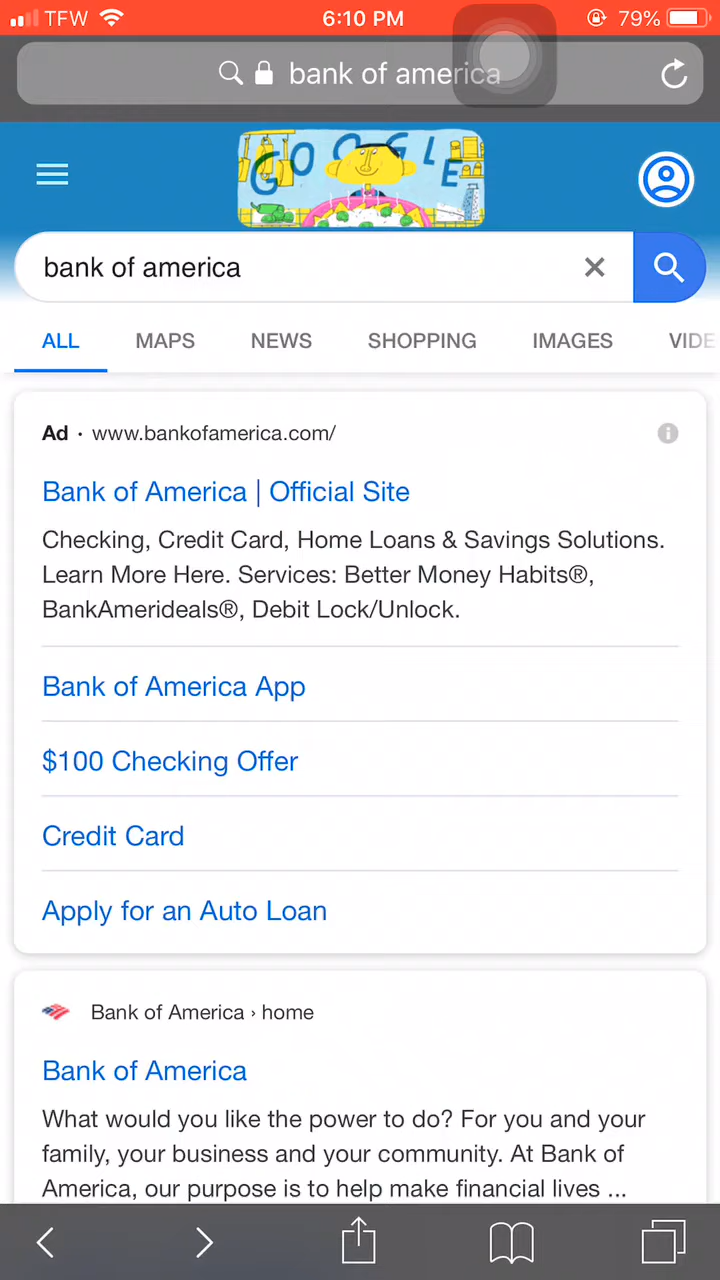 TFW 6:10 PM 79%
bank of america
GOOGLE
bank of america
ALL MAPS NEWS SHOPPING IMAGES VIDE
Ad · www.bankofamerica.com/
Bank of America | Official Site
Checking, Credit Card, Home Loans & Savings Solutions.
Learn More Here. Services: Better Money Habits®,
BankAmerideals®, Debit Lock/Unlock.
Bank of America App
$100 Checking Offer
Credit Card
Apply for an Auto Loan
Bank of America › home
Bank of America
What would you like the power to do? For you and your
family, your business and your community. At Bank of
America, our purpose is to help make financial lives ...